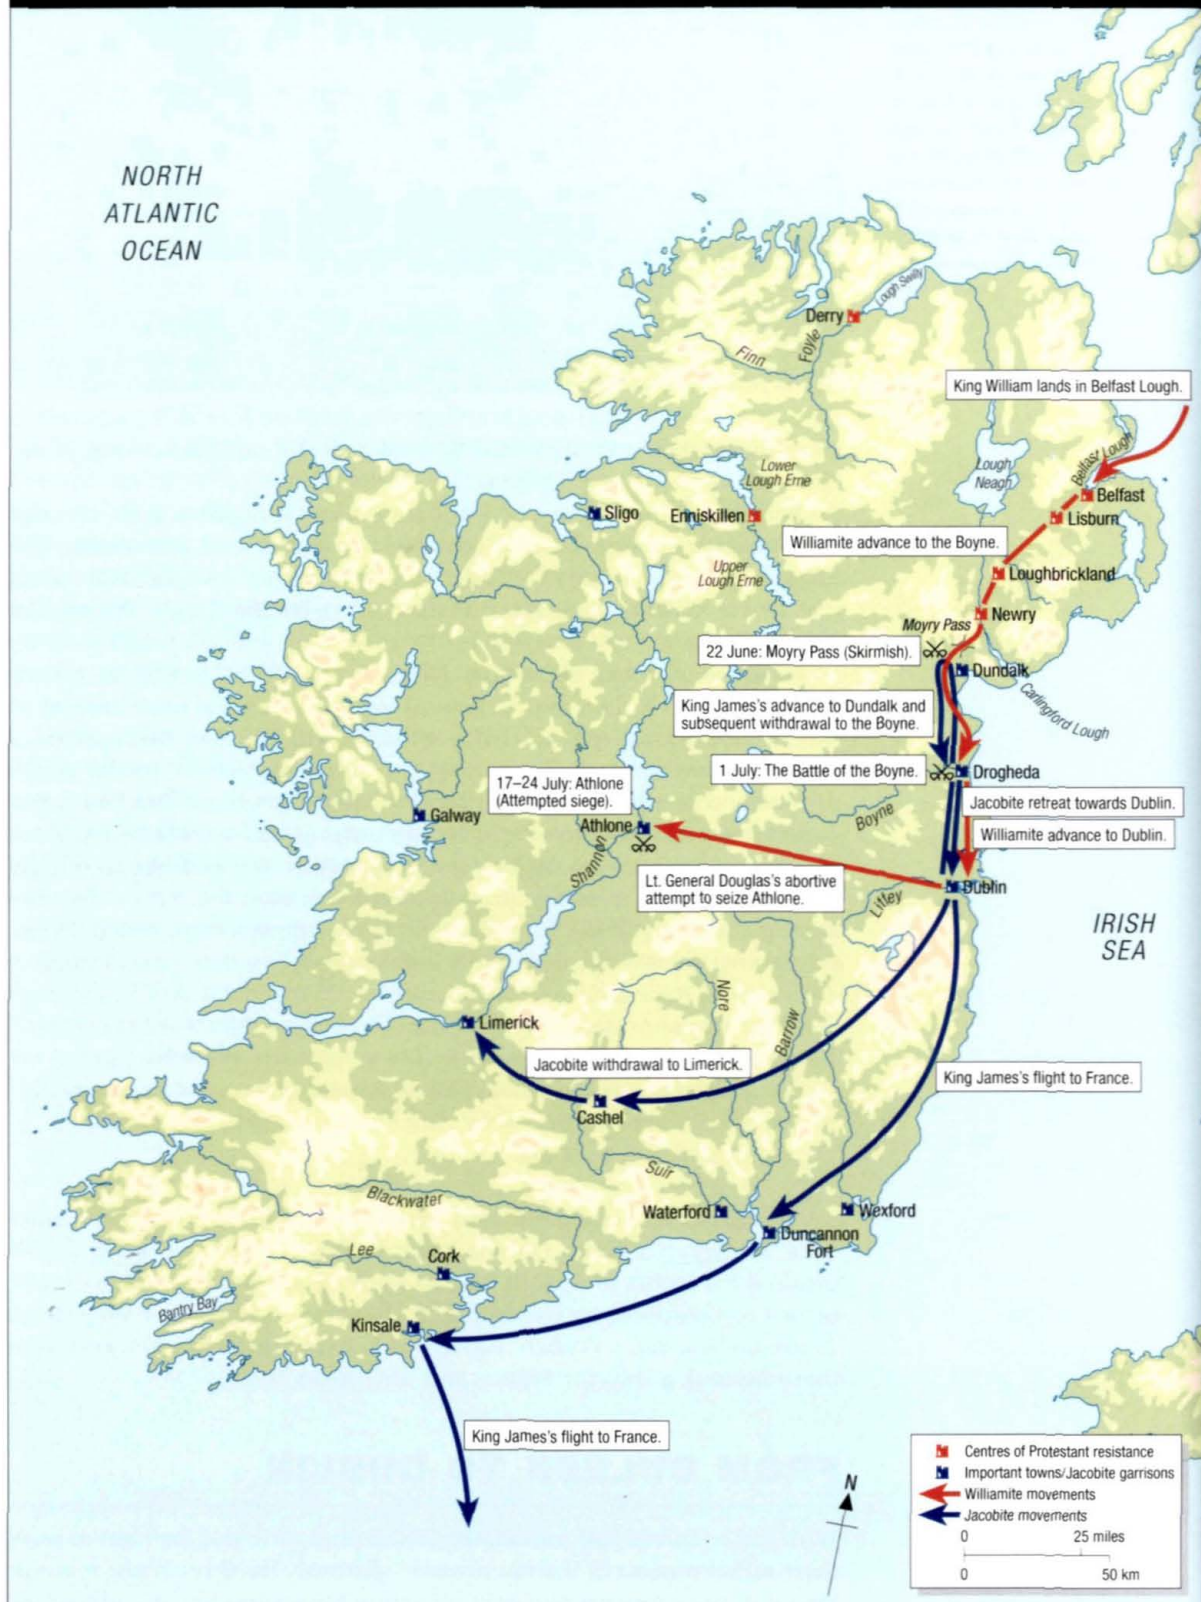 NORTH
ATLANTIC
OCEAN
Lough Swilly
Derry
Foyle
Finn
King William lands in Belfast Lough.
Belfast Lough
Lower
Lough Erne
Lough
Neagh
Belfast
Sligo
Enniskillen
Lisburn
Williamite advance to the Boyne.
Upper
Lough Erne
Loughbrickland
Newry
Moyry Pass
22 June: Moyry Pass (Skirmish).
Dundalk
Carlingford Lough
King James's advance to Dundalk and
subsequent withdrawal to the Boyne.
1 July: The Battle of the Boyne.
Drogheda
17–24 July: Athlone
(Attempted siege).
Jacobite retreat towards Dublin.
Galway
Athlone
Boyne
Williamite advance to Dublin.
Shannon
Lt. General Douglas's abortive
attempt to seize Athlone.
Dublin
Liffey
IRISH
SEA
Nore
Barrow
Limerick
Jacobite withdrawal to Limerick.
King James's flight to France.
Cashel
Suir
Blackwater
Waterford
Wexford
Duncannon
Fort
Lee
Cork
Bantry Bay
Kinsale
King James's flight to France.
N
Centres of Protestant resistance
Important towns/Jacobite garrisons
Williamite movements
Jacobite movements
0 25 miles
0 50 km